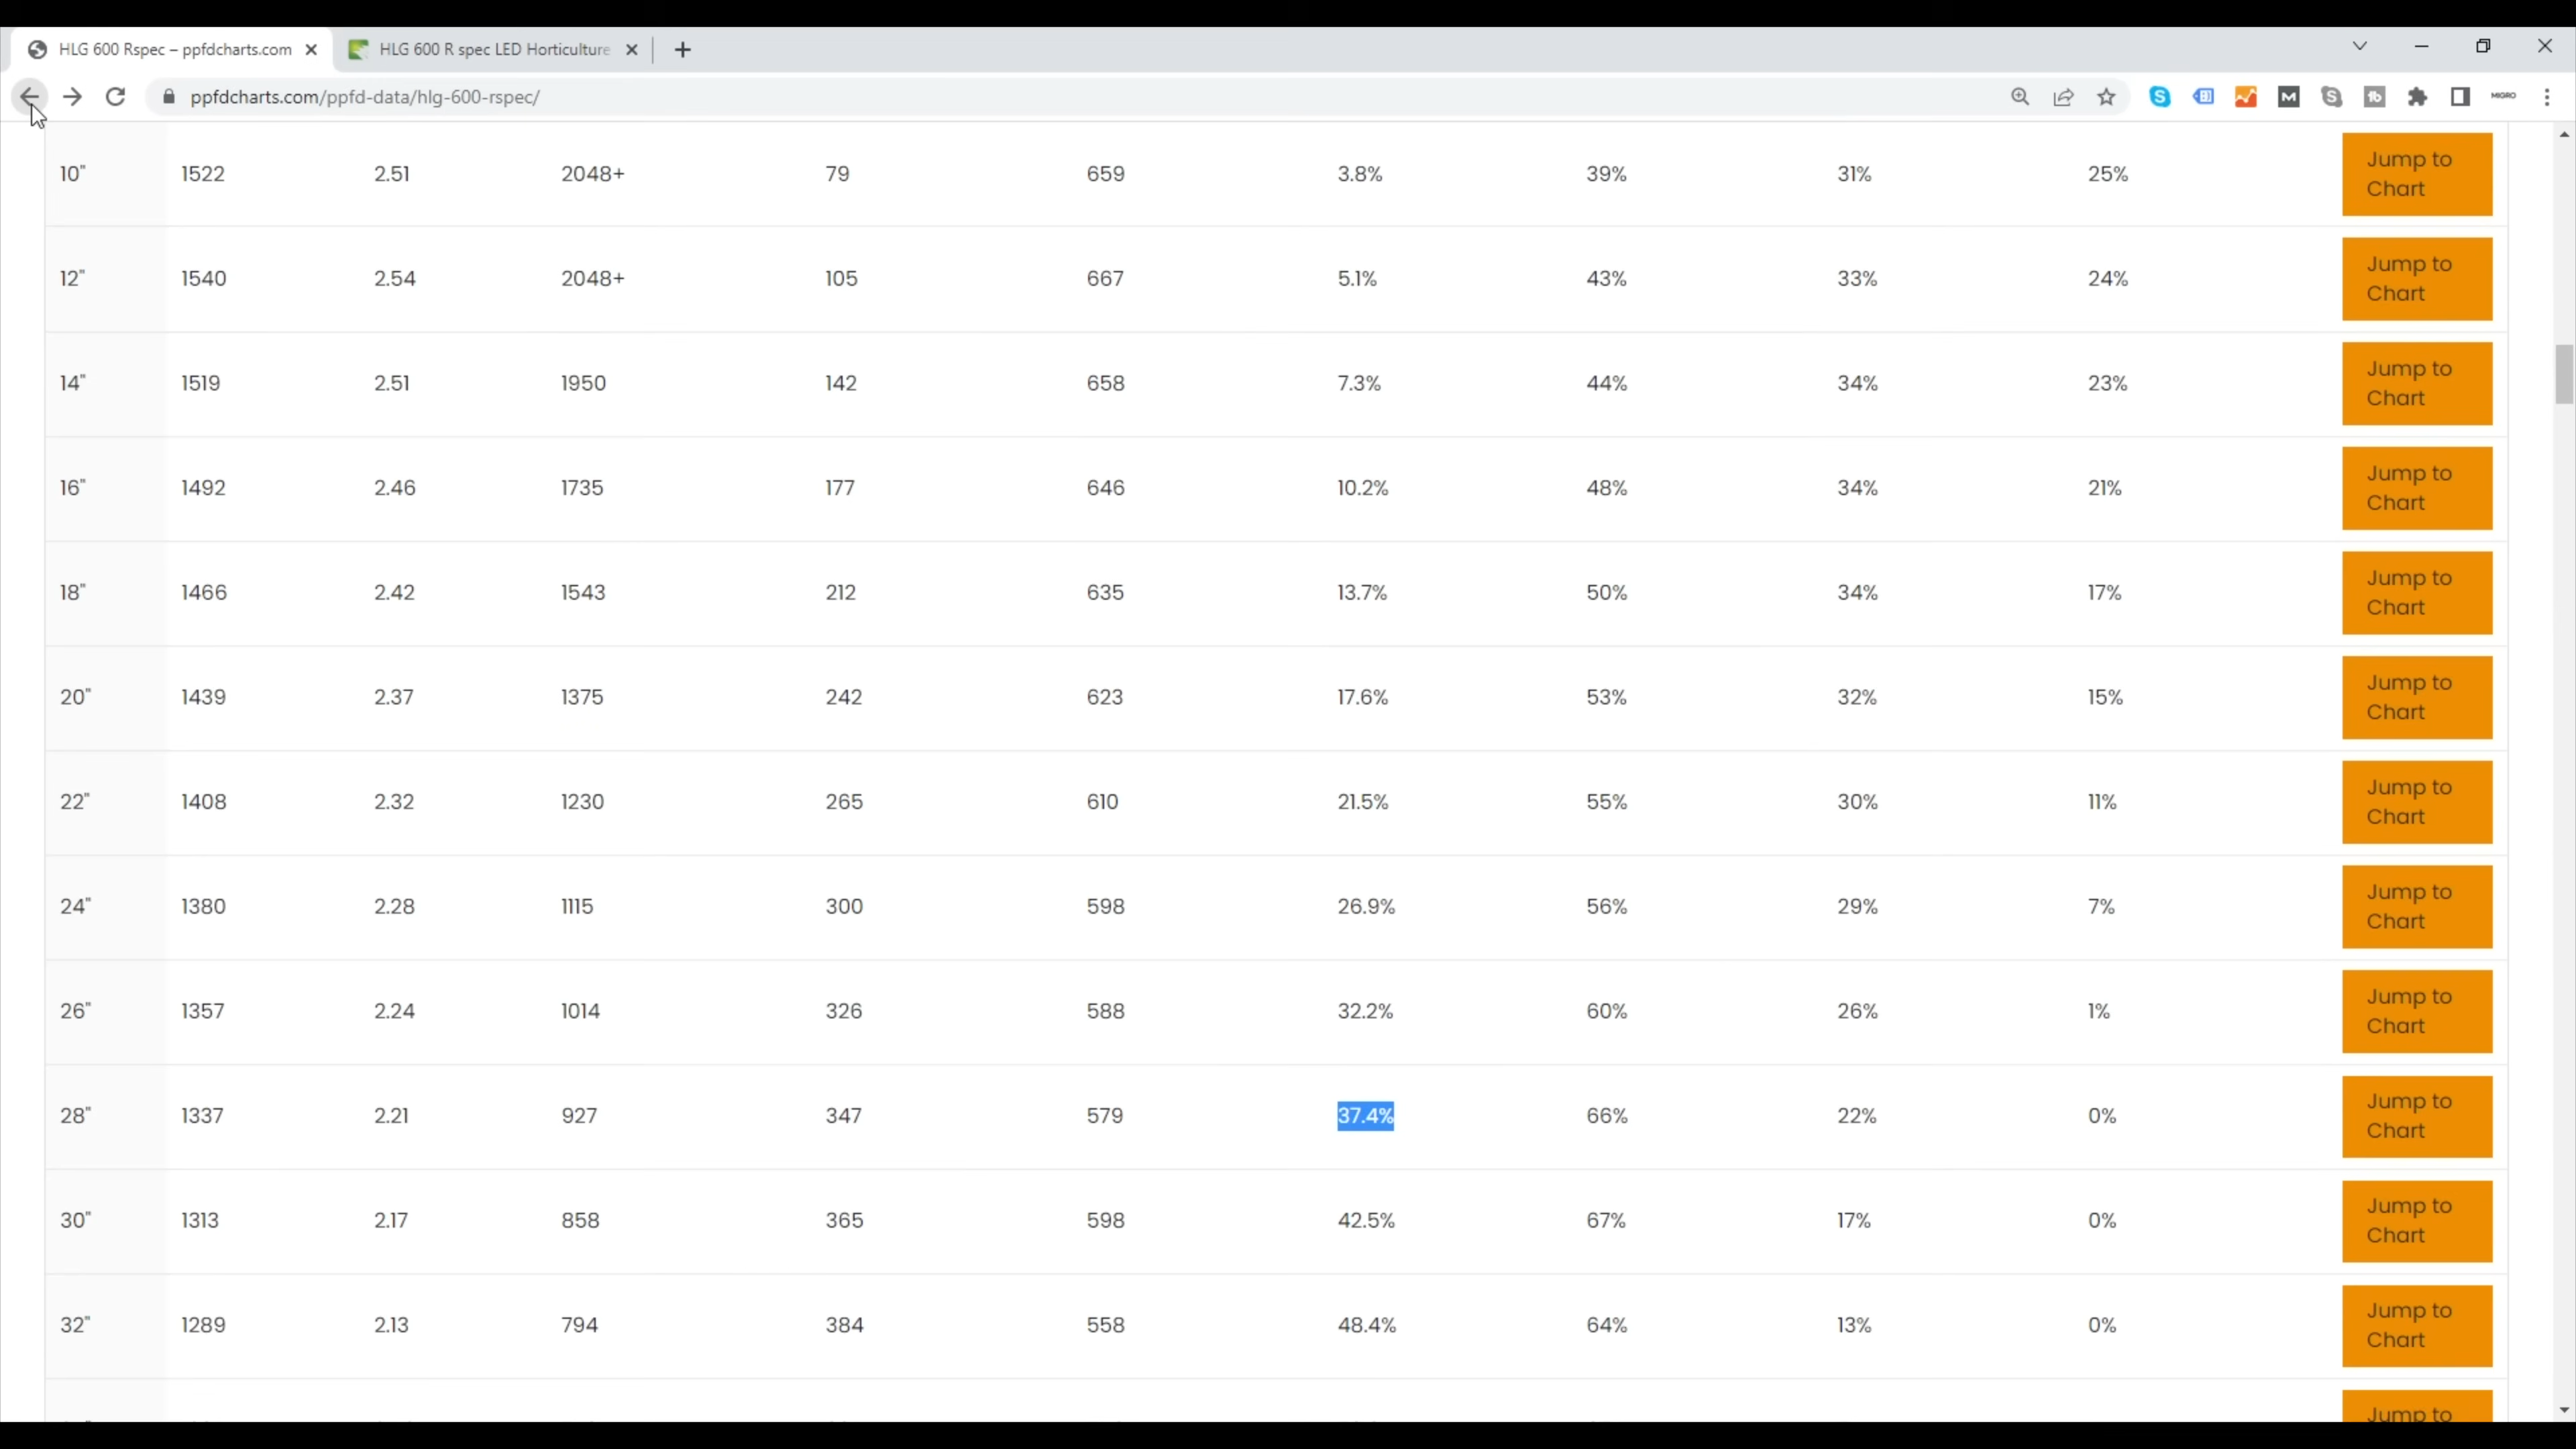 HLG 600 Rspec – ppfdcharts.com
HLG 600 R spec LED Horticulture
ppfdcharts.com/ppfd-data/hlg-600-rspec/
MIGRO
10" 1522 2.51 2048+ 79 659 3.8% 39% 31% 25% Jump to
Chart
12" 1540 2.54 2048+ 105 667 5.1% 43% 33% 24% Jump to
Chart
14" 1519 2.51 1950 142 658 7.3% 44% 34% 23% Jump to
Chart
16" 1492 2.46 1735 177 646 10.2% 48% 34% 21% Jump to
Chart
18" 1466 2.42 1543 212 635 13.7% 50% 34% 17% Jump to
Chart
20" 1439 2.37 1375 242 623 17.6% 53% 32% 15% Jump to
Chart
22" 1408 2.32 1230 265 610 21.5% 55% 30% 11% Jump to
Chart
24" 1380 2.28 1115 300 598 26.9% 56% 29% 7% Jump to
Chart
26" 1357 2.24 1014 326 588 32.2% 60% 26% 1% Jump to
Chart
28" 1337 2.21 927 347 579 37.4% 66% 22% 0% Jump to
Chart
30" 1313 2.17 858 365 598 42.5% 67% 17% 0% Jump to
Chart
32" 1289 2.13 794 384 558 48.4% 64% 13% 0% Jump to
Chart
Jump to